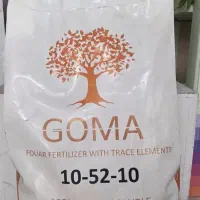 GOMA
FOLIAR FERTILIZER WITH TRACE ELEMENTS
10-52-10